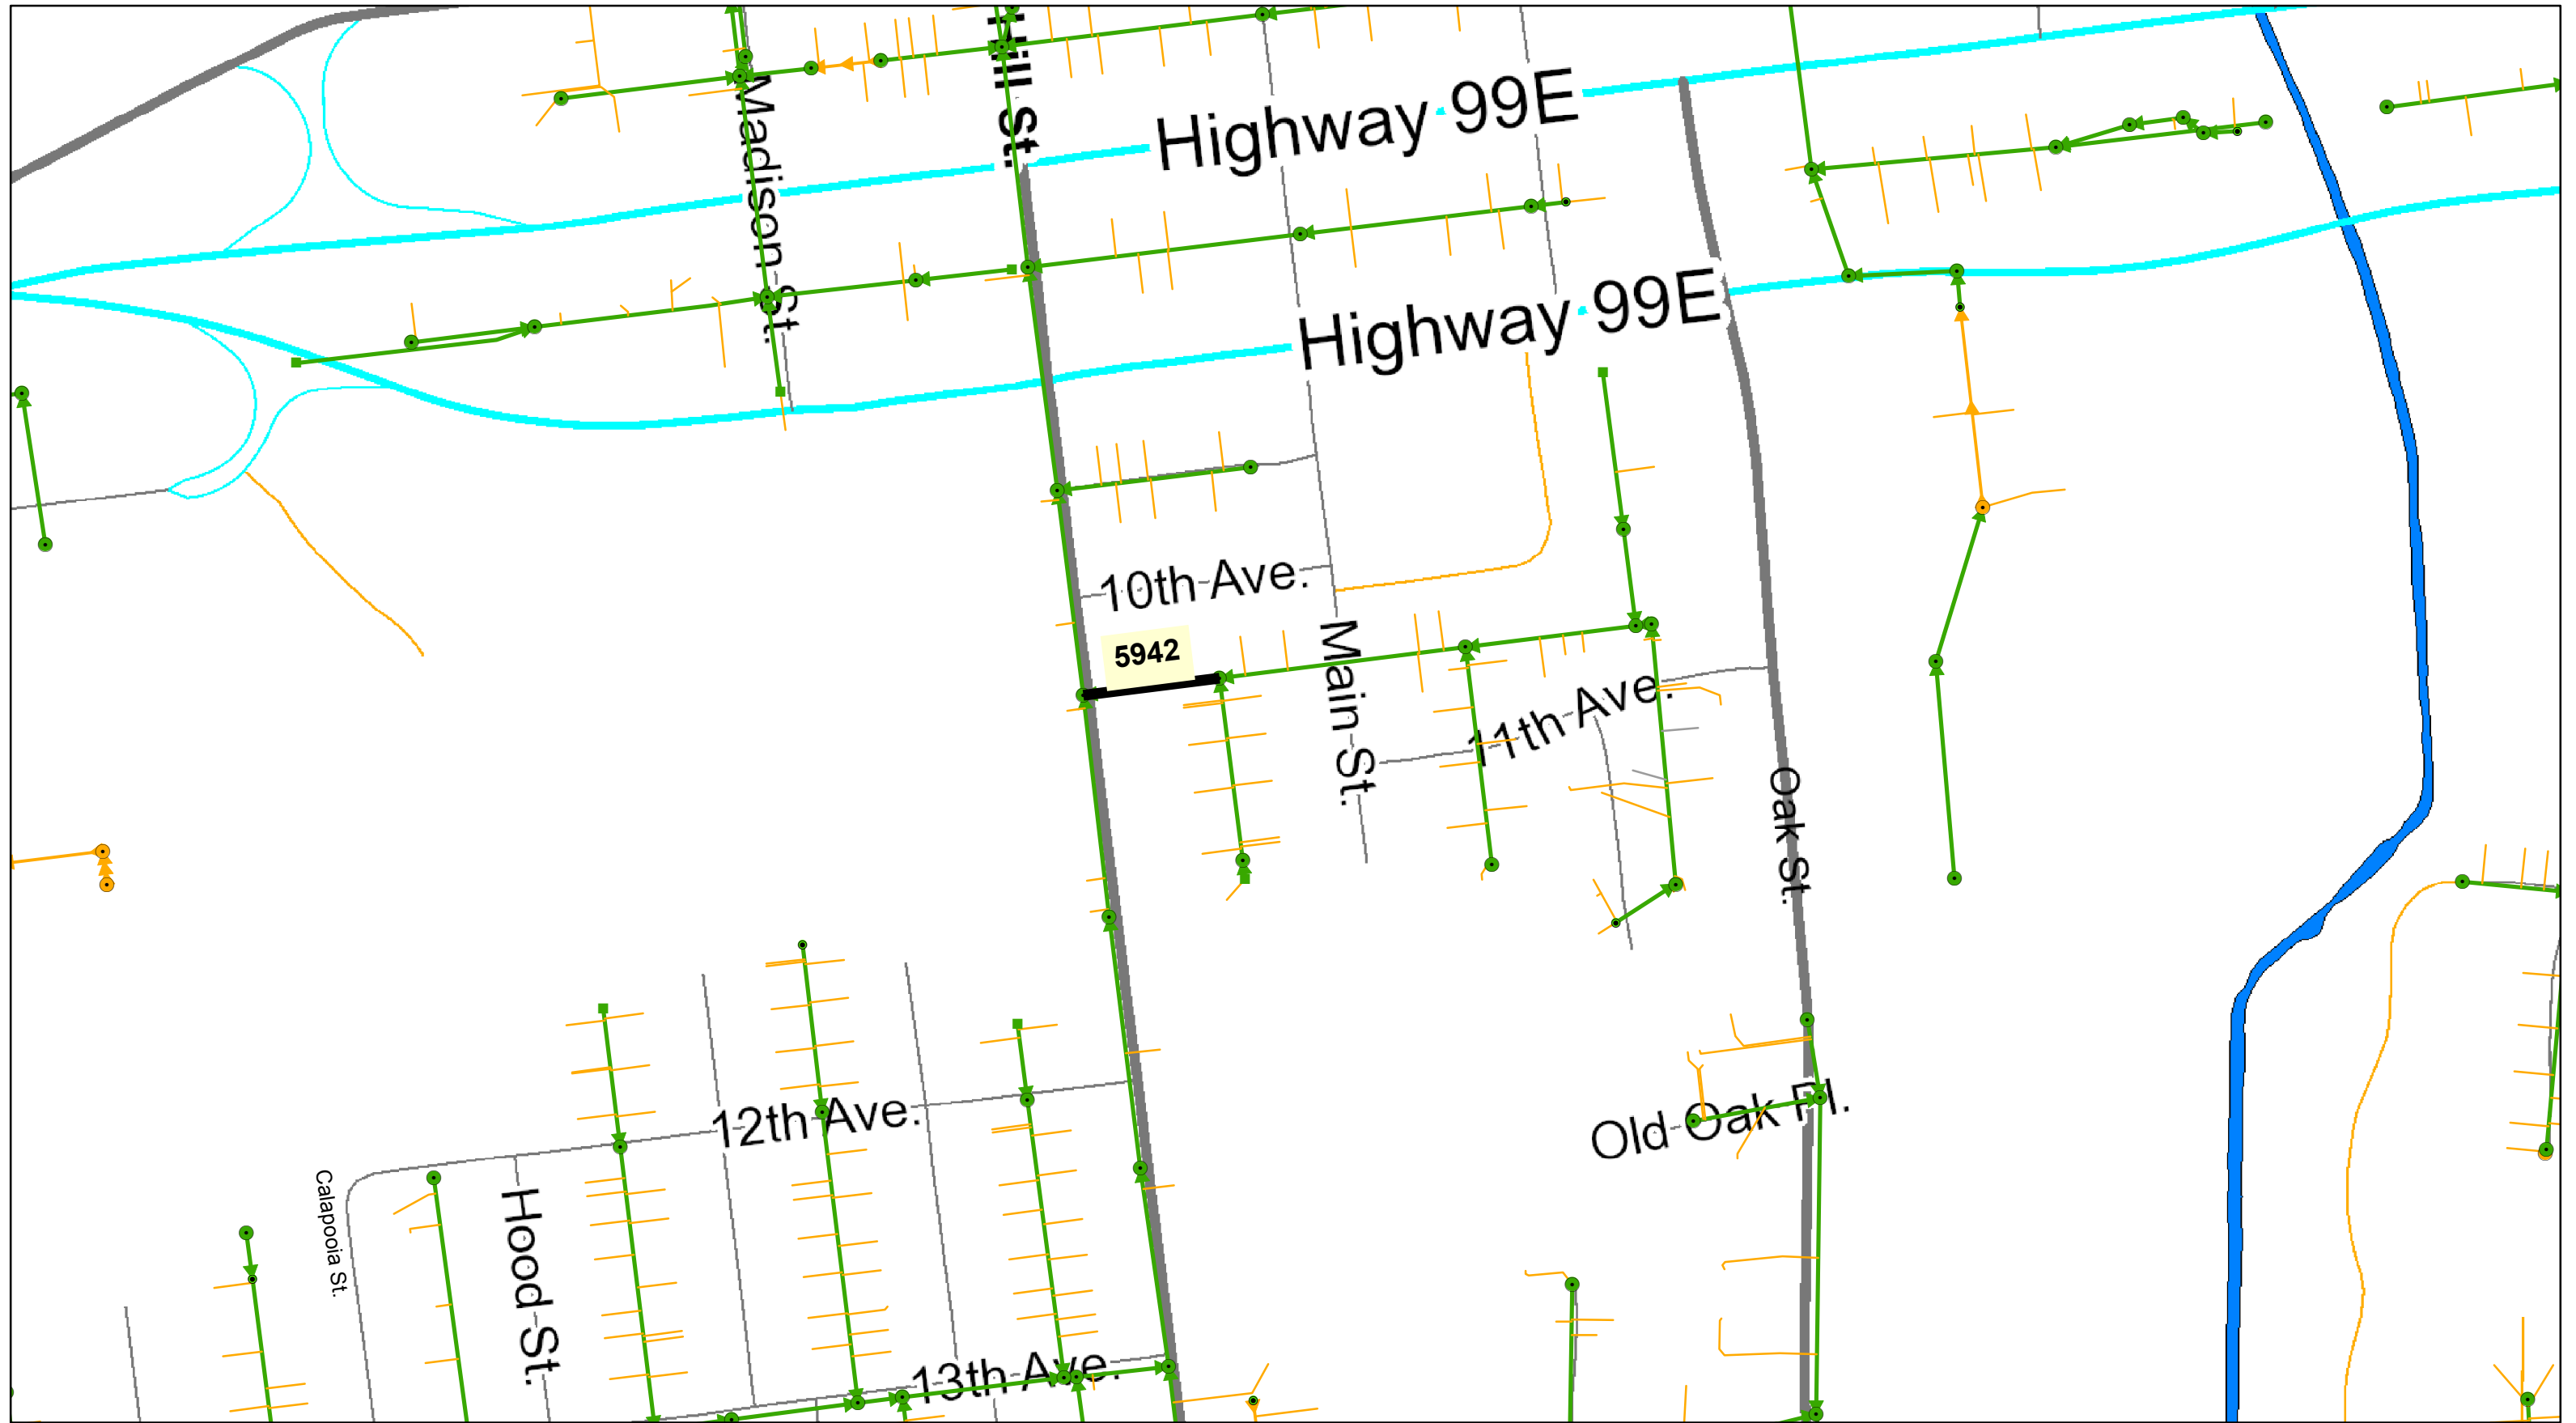 Hill St.
Madison St.
Highway 99E
Highway 99E
10th Ave.
5942
Main St.
11th Ave.
Oak St.
12th Ave.
Old Oak Pl.
Calapooia St.
Hood St.
13th Ave.